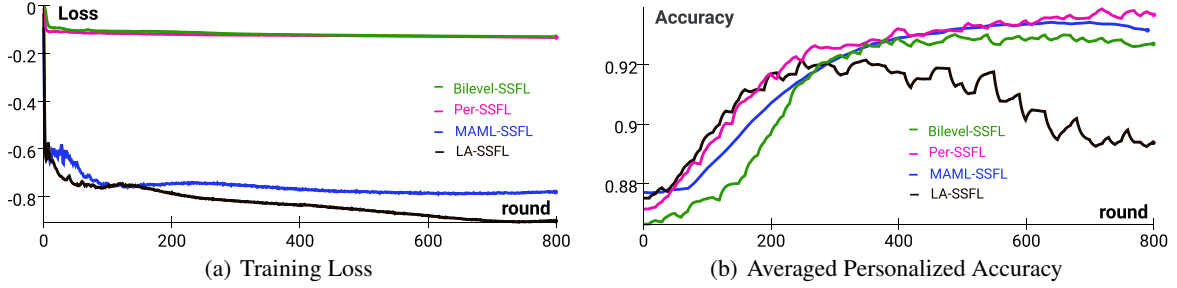 Loss
0
-0.2
-0.4
-0.6
-0.8
Bilevel-SSFL
Per-SSFL
MAML-SSFL
LA-SSFL
round
0 200 400 600 800
(a) Training Loss
Accuracy
0.92
0.9
0.88
Bilevel-SSFL
Per-SSFL
MAML-SSFL
LA-SSFL
round
0 200 400 600 800
(b) Averaged Personalized Accuracy